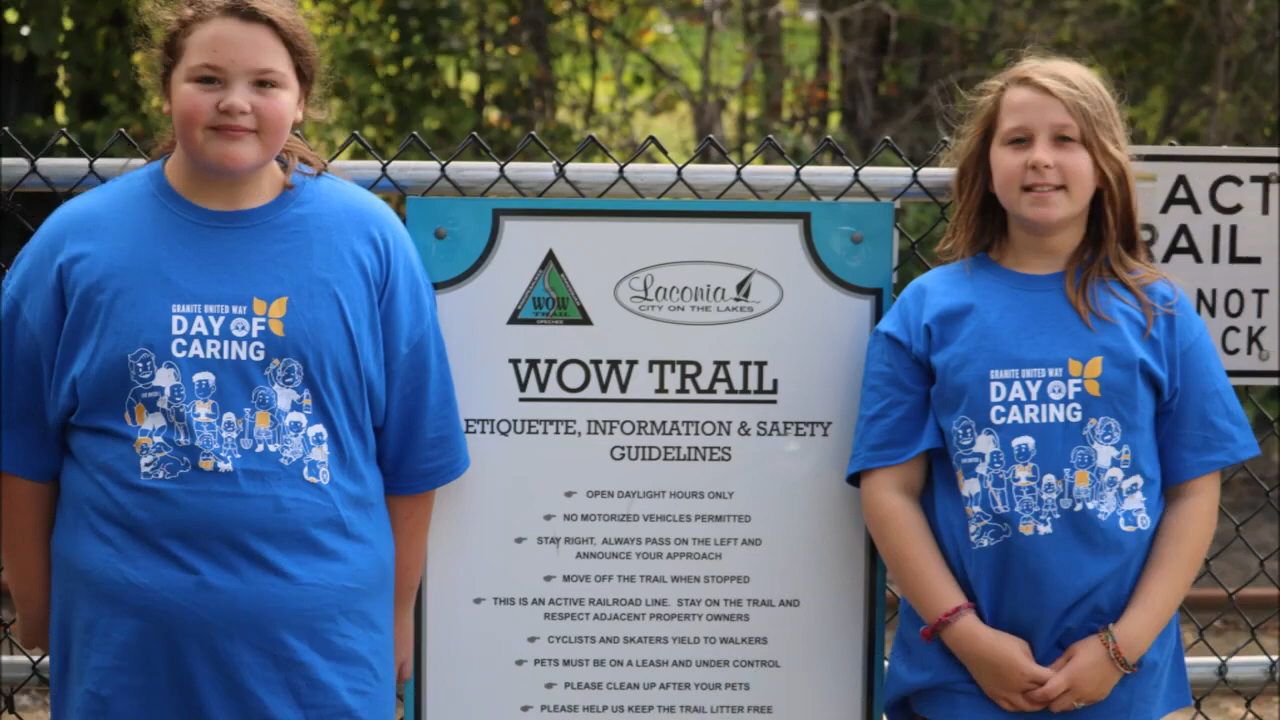 GRANITE UNITED WAY
DAY OF
CARING
WOW
TRAIL
OPECHEE
Laconia
CITY ON THE LAKES
WOW TRAIL
ETIQUETTE, INFORMATION & SAFETY
GUIDELINES
OPEN DAYLIGHT HOURS ONLY
NO MOTORIZED VEHICLES PERMITTED
STAY RIGHT, ALWAYS PASS ON THE LEFT AND
ANNOUNCE YOUR APPROACH
MOVE OFF THE TRAIL WHEN STOPPED
THIS IS AN ACTIVE RAILROAD LINE. STAY ON THE TRAIL AND
RESPECT ADJACENT PROPERTY OWNERS
CYCLISTS AND SKATERS YIELD TO WALKERS
PETS MUST BE ON A LEASH AND UNDER CONTROL
PLEASE CLEAN UP AFTER YOUR PETS
PLEASE HELP US KEEP THE TRAIL LITTER FREE
GRANITE UNITED WAY
DAY OF
CARING
ACT
RAIL
NOT
CK